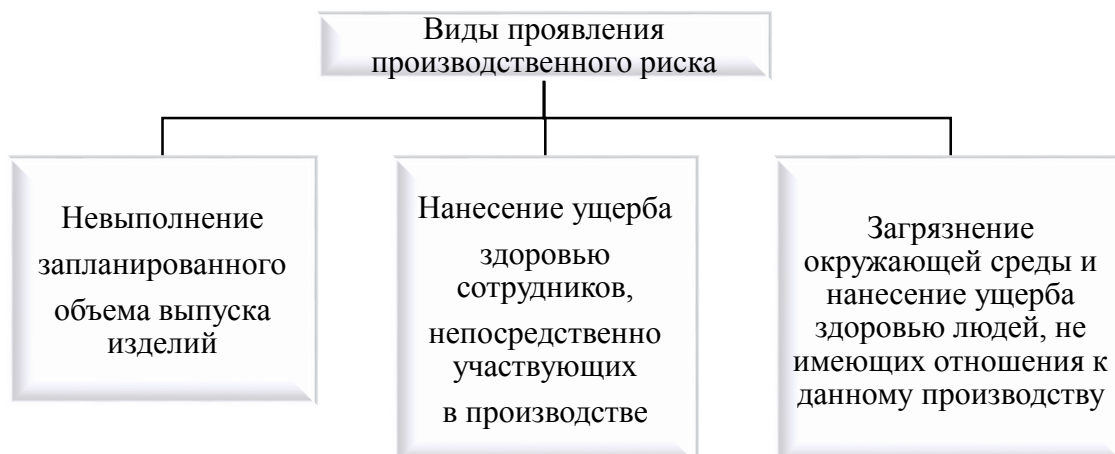 Виды проявления
производственного риска
Невыполнение
запланированного
объема выпуска
изделий
Нанесение ущерба
здоровью
сотрудников,
непосредственно
участвующих
в производстве
Загрязнение
окружающей среды и
нанесение ущерба
здоровью людей, не
имеющих отношения к
данному производству